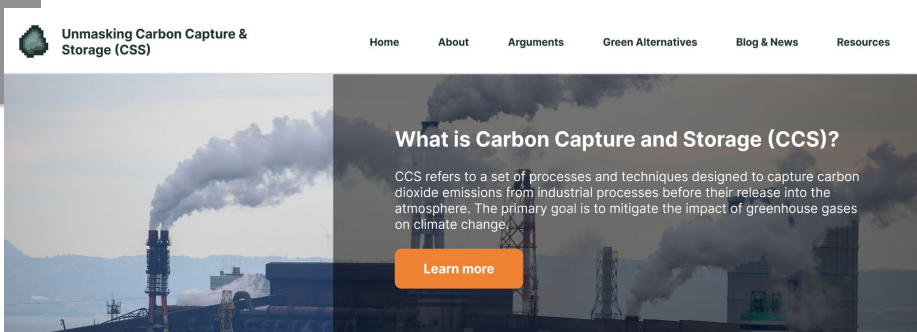 Unmasking Carbon Capture &
Storage (CSS)
Home About Arguments Green Alternatives Blog & News Resources
What is Carbon Capture and Storage (CCS)?
CCS refers to a set of processes and techniques designed to capture carbon
dioxide emissions from industrial processes before their release into the
atmosphere. The primary goal is to mitigate the impact of greenhouse gases
on climate change.
Learn more